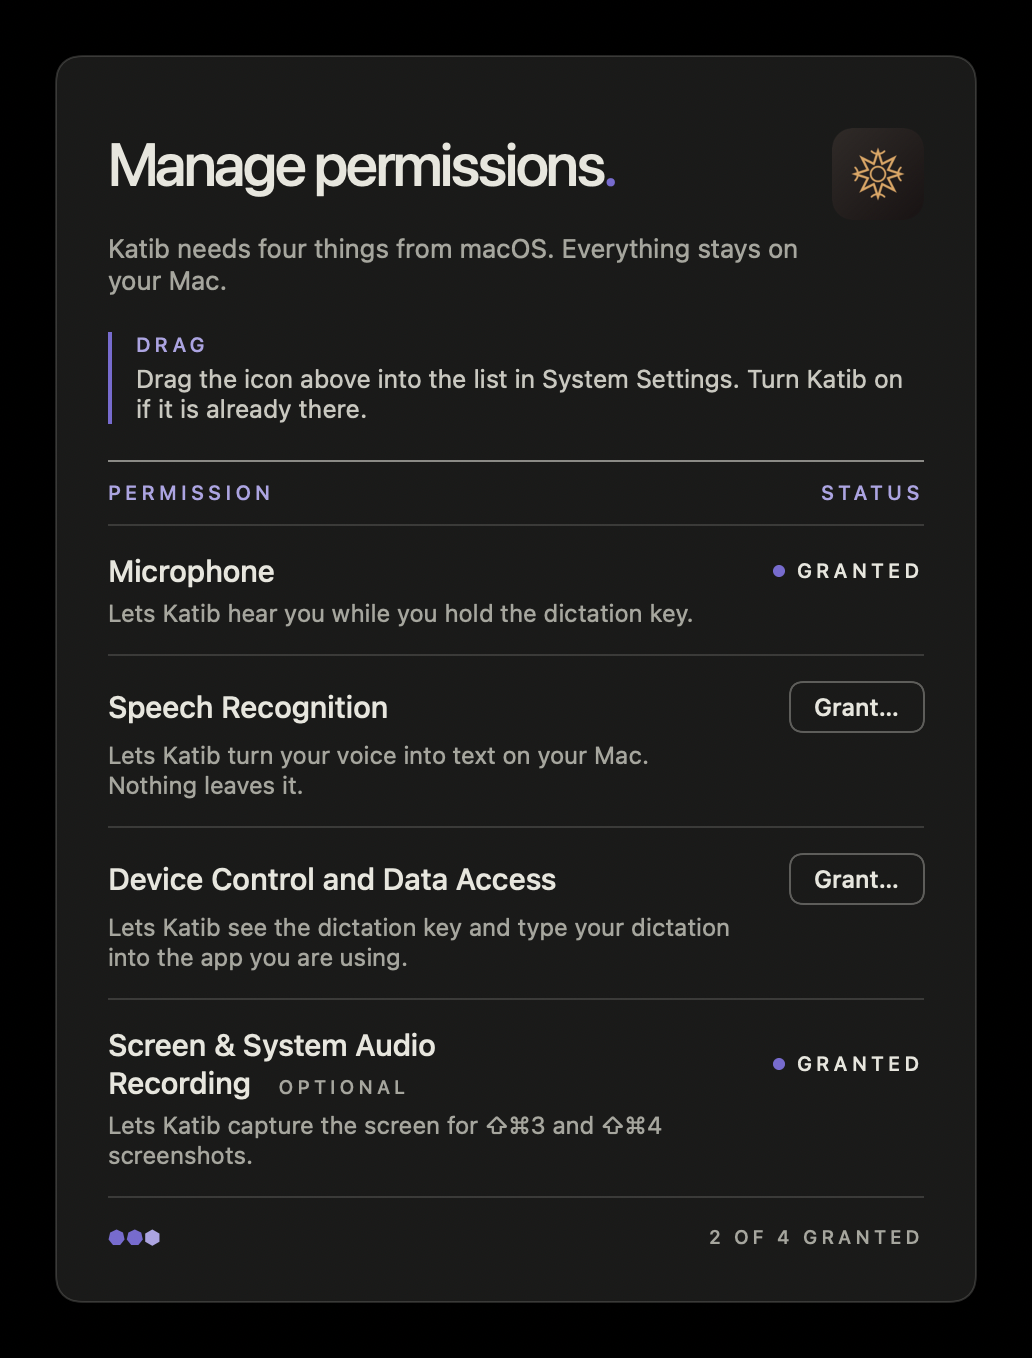 Manage permissions.
Katib needs four things from macOS. Everything stays on
your Mac.
DRAG
Drag the icon above into the list in System Settings. Turn Katib on
if it is already there.
PERMISSION STATUS
Microphone GRANTED
Lets Katib hear you while you hold the dictation key.
Speech Recognition Grant...
Lets Katib turn your voice into text on your Mac.
Nothing leaves it.
Device Control and Data Access Grant...
Lets Katib see the dictation key and type your dictation
into the app you are using.
Screen & System Audio
Recording OPTIONAL GRANTED
Lets Katib capture the screen for ⇧⌘3 and ⇧⌘4
screenshots.
2 OF 4 GRANTED